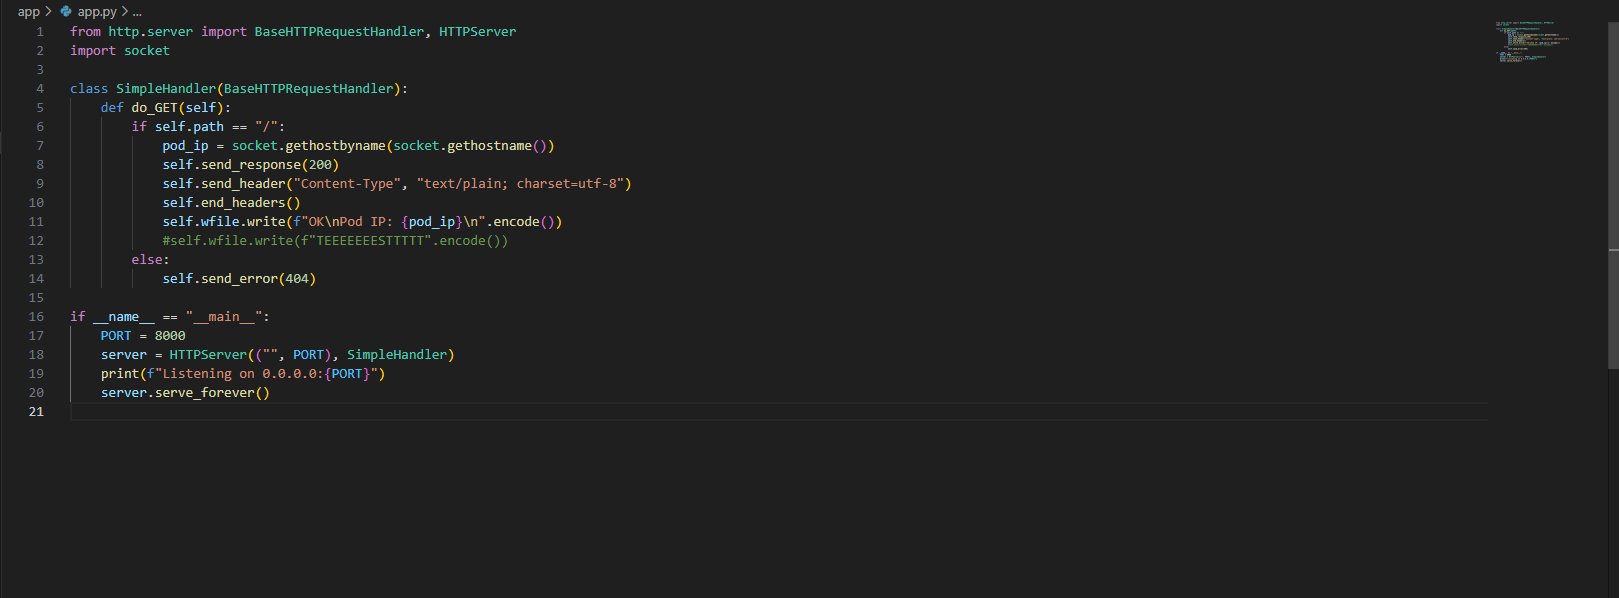 app > app.py > ...
1 from http.server import BaseHTTPRequestHandler, HTTPServer
2 import socket
3
4 class SimpleHandler(BaseHTTPRequestHandler):
5     def do_GET(self):
6         if self.path == "/":
7             pod_ip = socket.gethostbyname(socket.gethostname())
8             self.send_response(200)
9             self.send_header("Content-Type", "text/plain; charset=utf-8")
10             self.end_headers()
11             self.wfile.write(f"OK\nPod IP: {pod_ip}\n".encode())
12             #self.wfile.write(f"TEEEEEEESTTTTT".encode())
13         else:
14             self.send_error(404)
15
16 if __name__ == "__main__":
17     PORT = 8000
18     server = HTTPServer(("", PORT), SimpleHandler)
19     print(f"Listening on 0.0.0.0:{PORT}")
20     server.serve_forever()
21